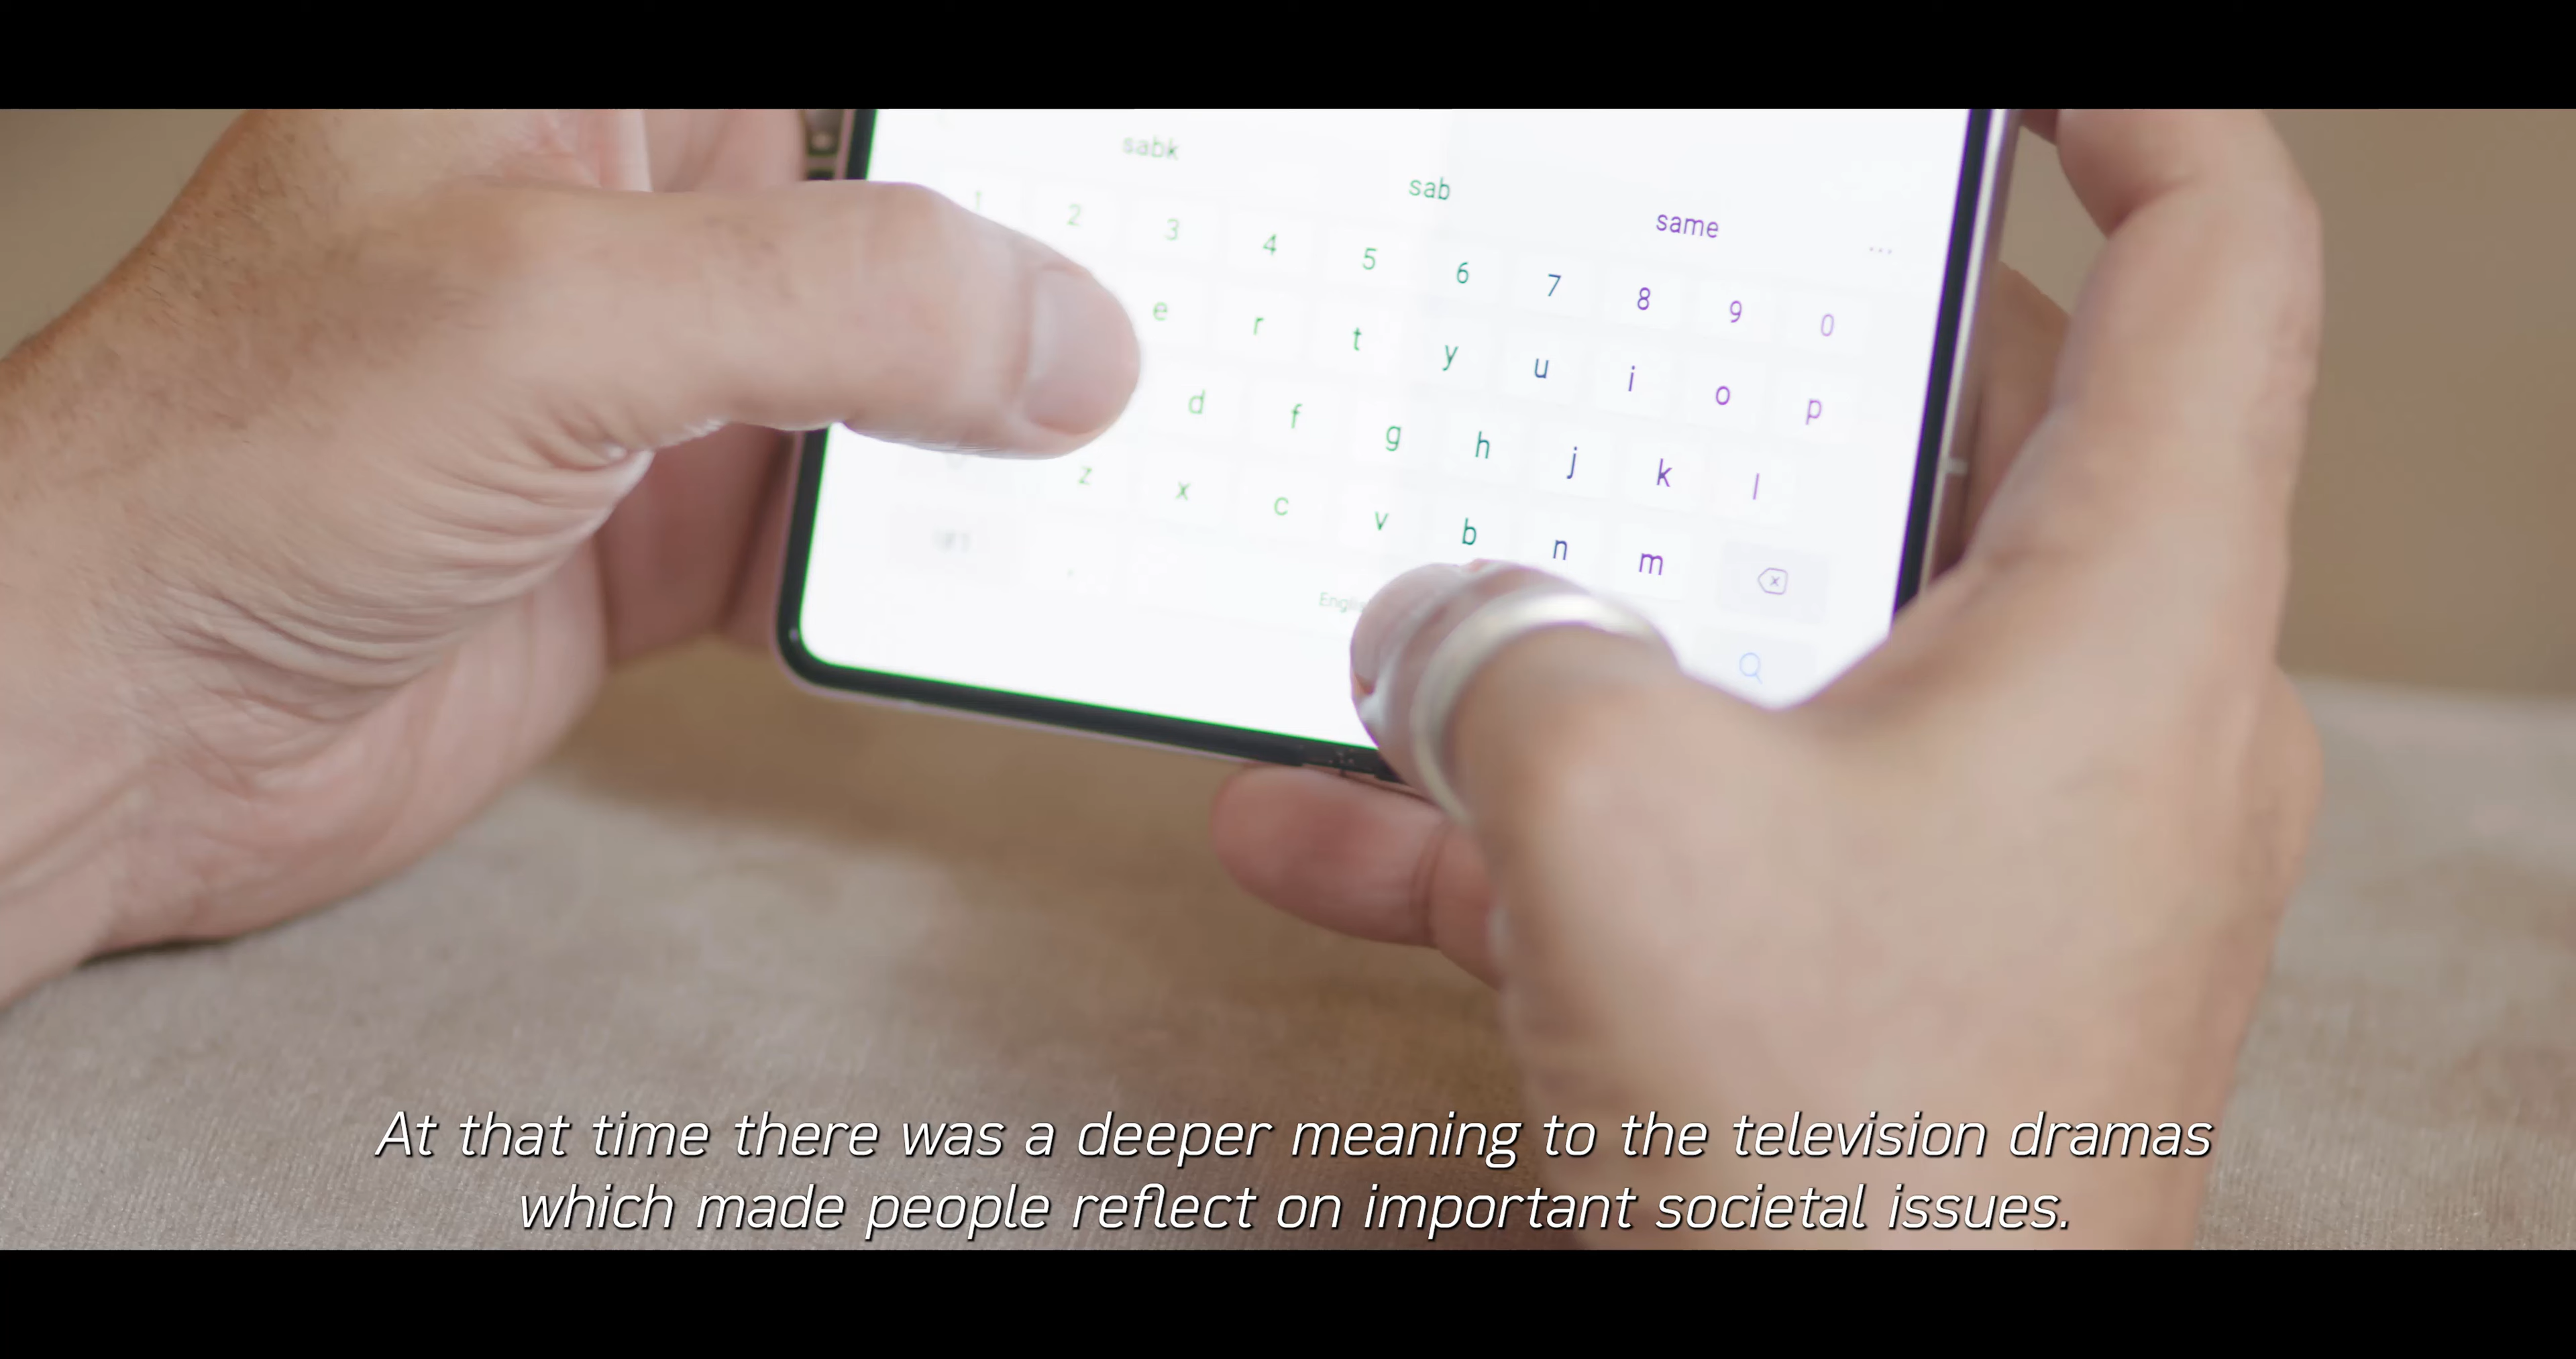 sabk sab same
1 2 3 4 5 6 7 8 9 0
e r t y u i o p
d f g h j k l
z x c v b n m
At that time there was a deeper meaning to the television dramas
which made people reflect on important societal issues.